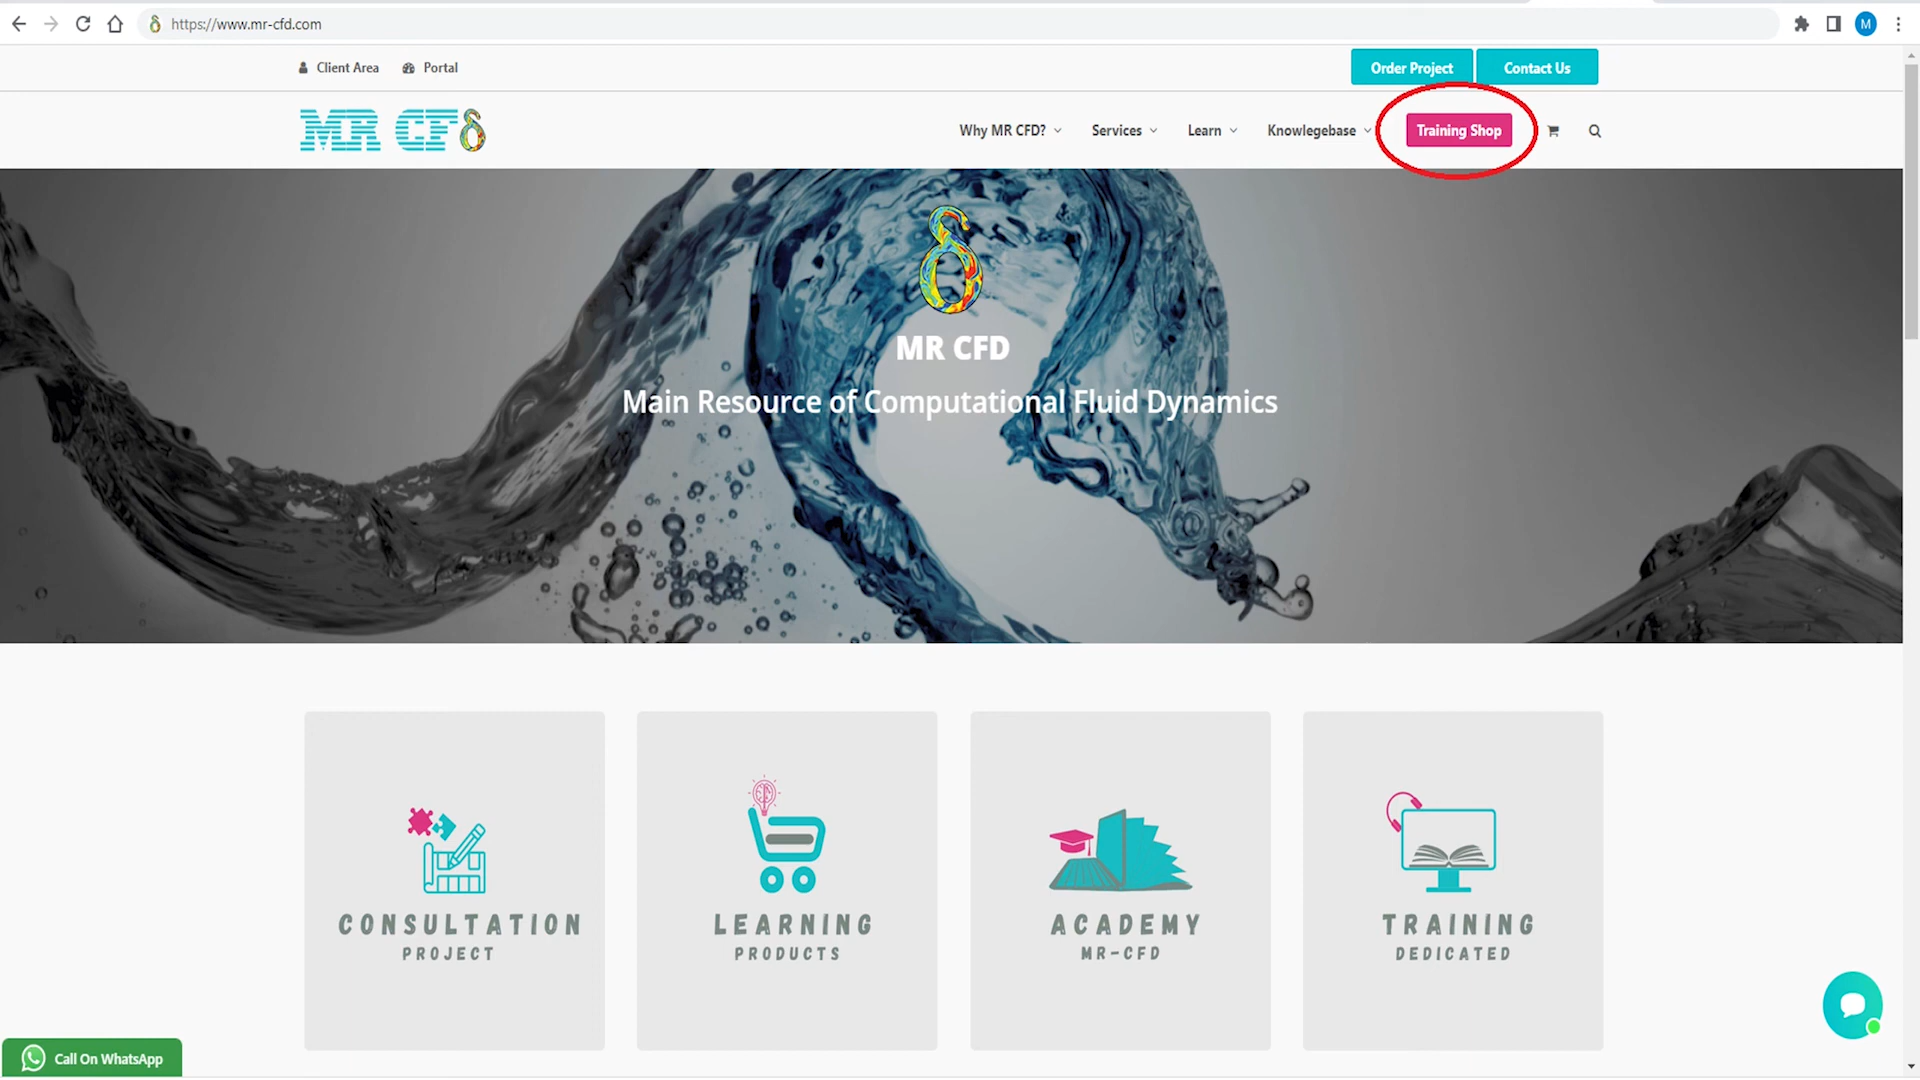 https://www.mr-cfd.com
M
Client Area
Portal
Order Project
Contact Us
MR CFδ
Why MR CFD?
Services
Learn
Knowlegebase
Training Shop
δ
MR CFD
Main Resource of Computational Fluid Dynamics
CONSULTATION
PROJECT
LEARNING
PRODUCTS
ACADEMY
MR-CFD
TRAINING
DEDICATED
Call On WhatsApp